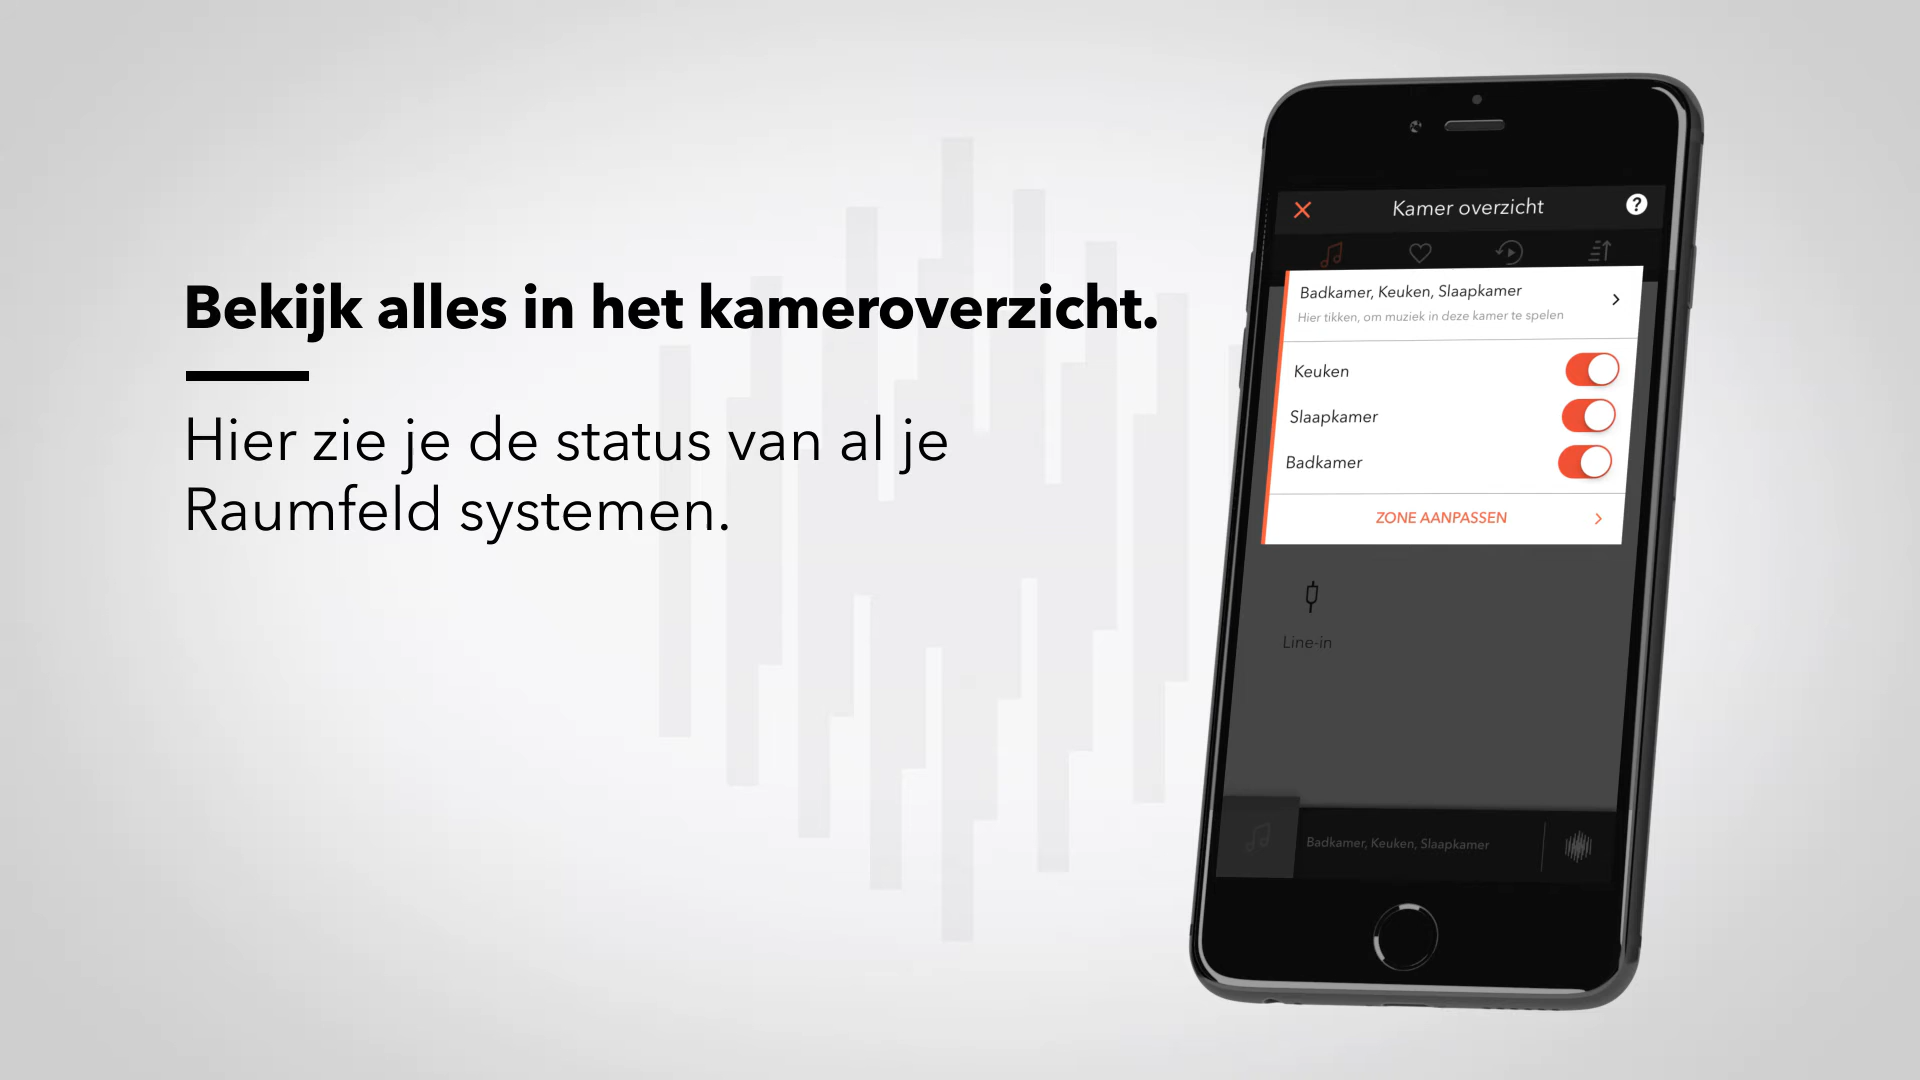 Bekijk alles in het kameroverzicht.
Hier zie je de status van al je
Raumfeld systemen.
Kamer overzicht
?
Badkamer, Keuken, Slaapkamer
Hier tikken, om muziek in deze kamer te spelen
Keuken
Slaapkamer
Badkamer
ZONE AANPASSEN
Line-in
Badkamer, Keuken, Slaapkamer